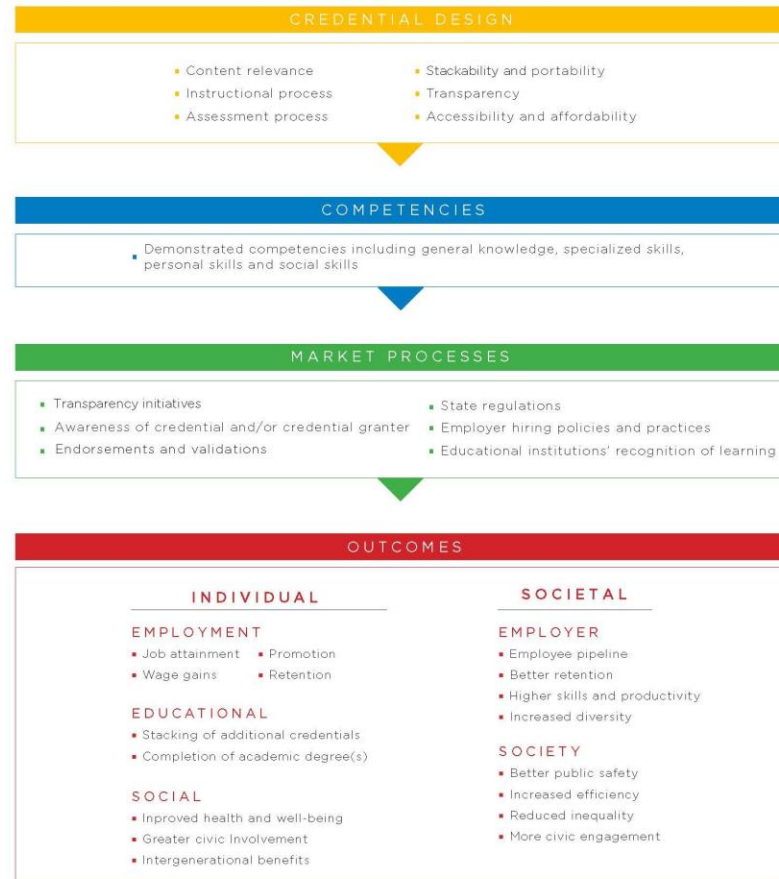 CREDENTIAL DESIGN
Content relevance
Instructional process
Assessment process
Stackability and portability
Transparency
Accessibility and affordability
COMPETENCIES
Demonstrated competencies including general knowledge, specialized skills,
personal skills and social skills
MARKET PROCESSES
Transparency initiatives
Awareness of credential and/or credential granter
Endorsements and validations
State regulations
Employer hiring policies and practices
Educational institutions' recognition of learning
OUTCOMES
INDIVIDUAL
EMPLOYMENT
Job attainment
Promotion
Wage gains
Retention
EDUCATIONAL
Stacking of additional credentials
Completion of academic degree(s)
SOCIAL
Inproved health and well-being
Greater civic Involvement
Intergenerational benefits
SOCIETAL
EMPLOYER
Employee pipeline
Better retention
Higher skills and productivity
Increased diversity
SOCIETY
Better public safety
Increased efficiency
Reduced inequality
More civic engagement